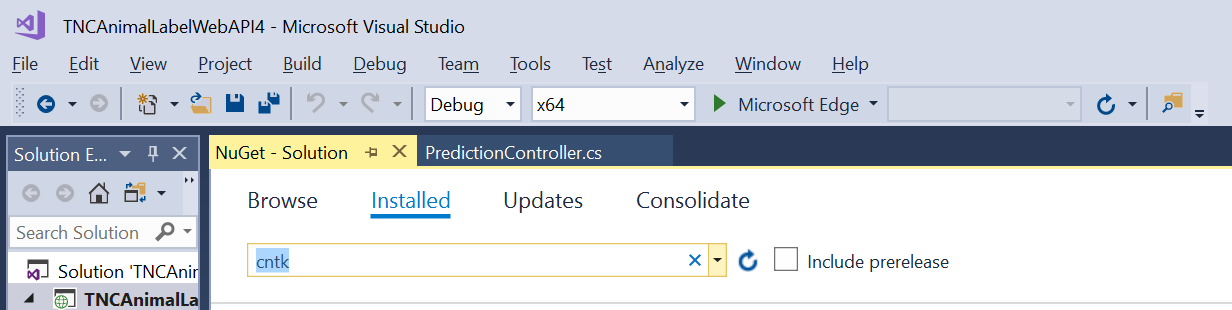 TNCAnimalLabelWebAPI4 - Microsoft Visual Studio
File Edit View Project Build Debug Team Tools Test Analyze Window Help
Debug x64 Microsoft Edge
Solution E... NuGet - Solution PredictionController.cs
Browse Installed Updates Consolidate
Search Solution
cntk Include prerelease
Solution 'TNCAnin
TNCAnimalLa